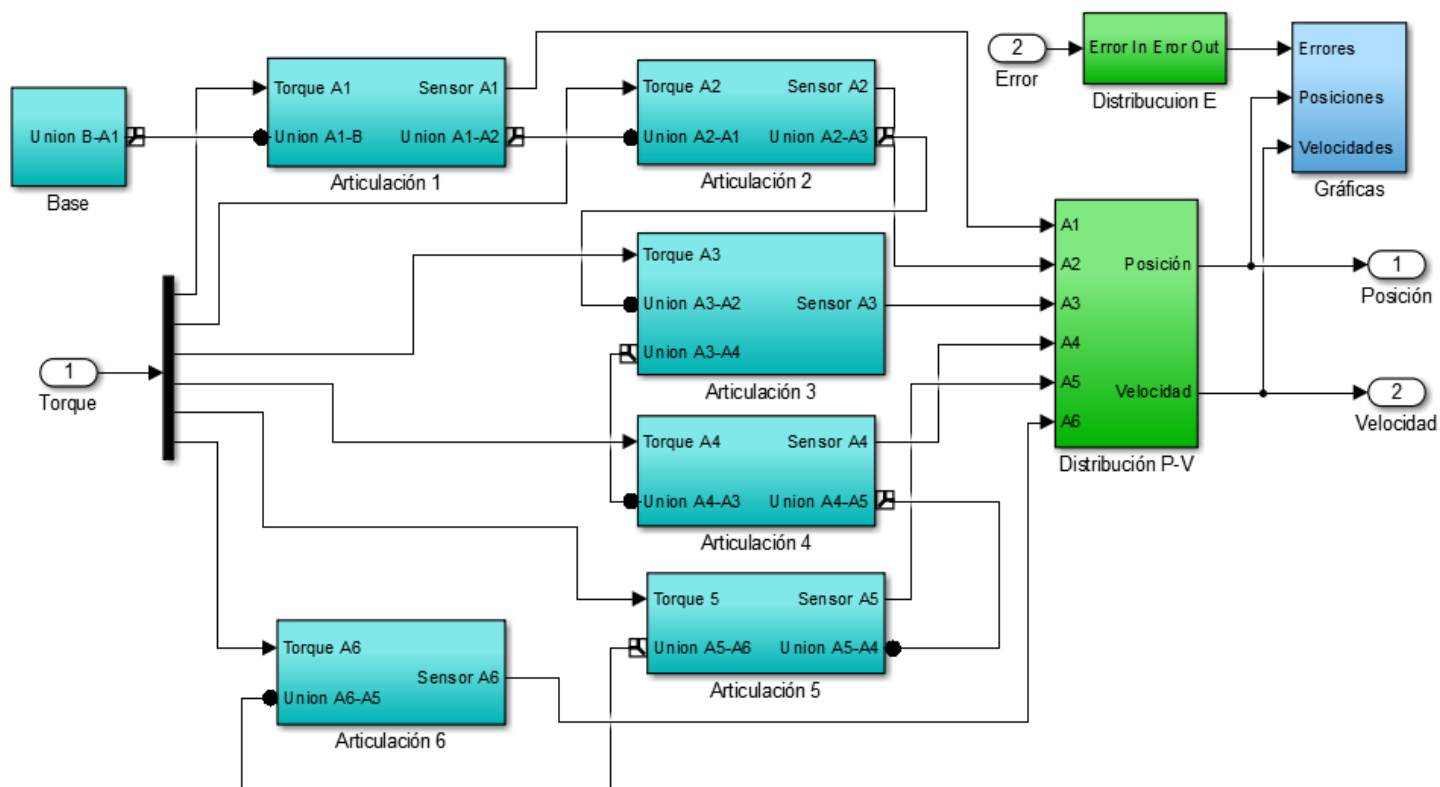 Union B-A1
Base
Torque A1
Sensor A1
Union A1-B
Union A1-A2
Articulación 1
Torque A2
Sensor A2
Union A2-A1
Union A2-A3
Articulación 2
2
Error
Error In Eror Out
Distribucuion E
Errores
Posiciones
Velocidades
Gráficas
Torque A3
Union A3-A2
Sensor A3
Union A3-A4
Articulación 3
A1
A2
A3
A4
A5
A6
Posición
Velocidad
Distribución P-V
1
Posición
2
Velocidad
1
Torque
Torque A4
Sensor A4
Union A4-A3
Union A4-A5
Articulación 4
Torque 5
Sensor A5
Union A5-A6
Union A5-A4
Articulación 5
Torque A6
Sensor A6
Union A6-A5
Articulación 6